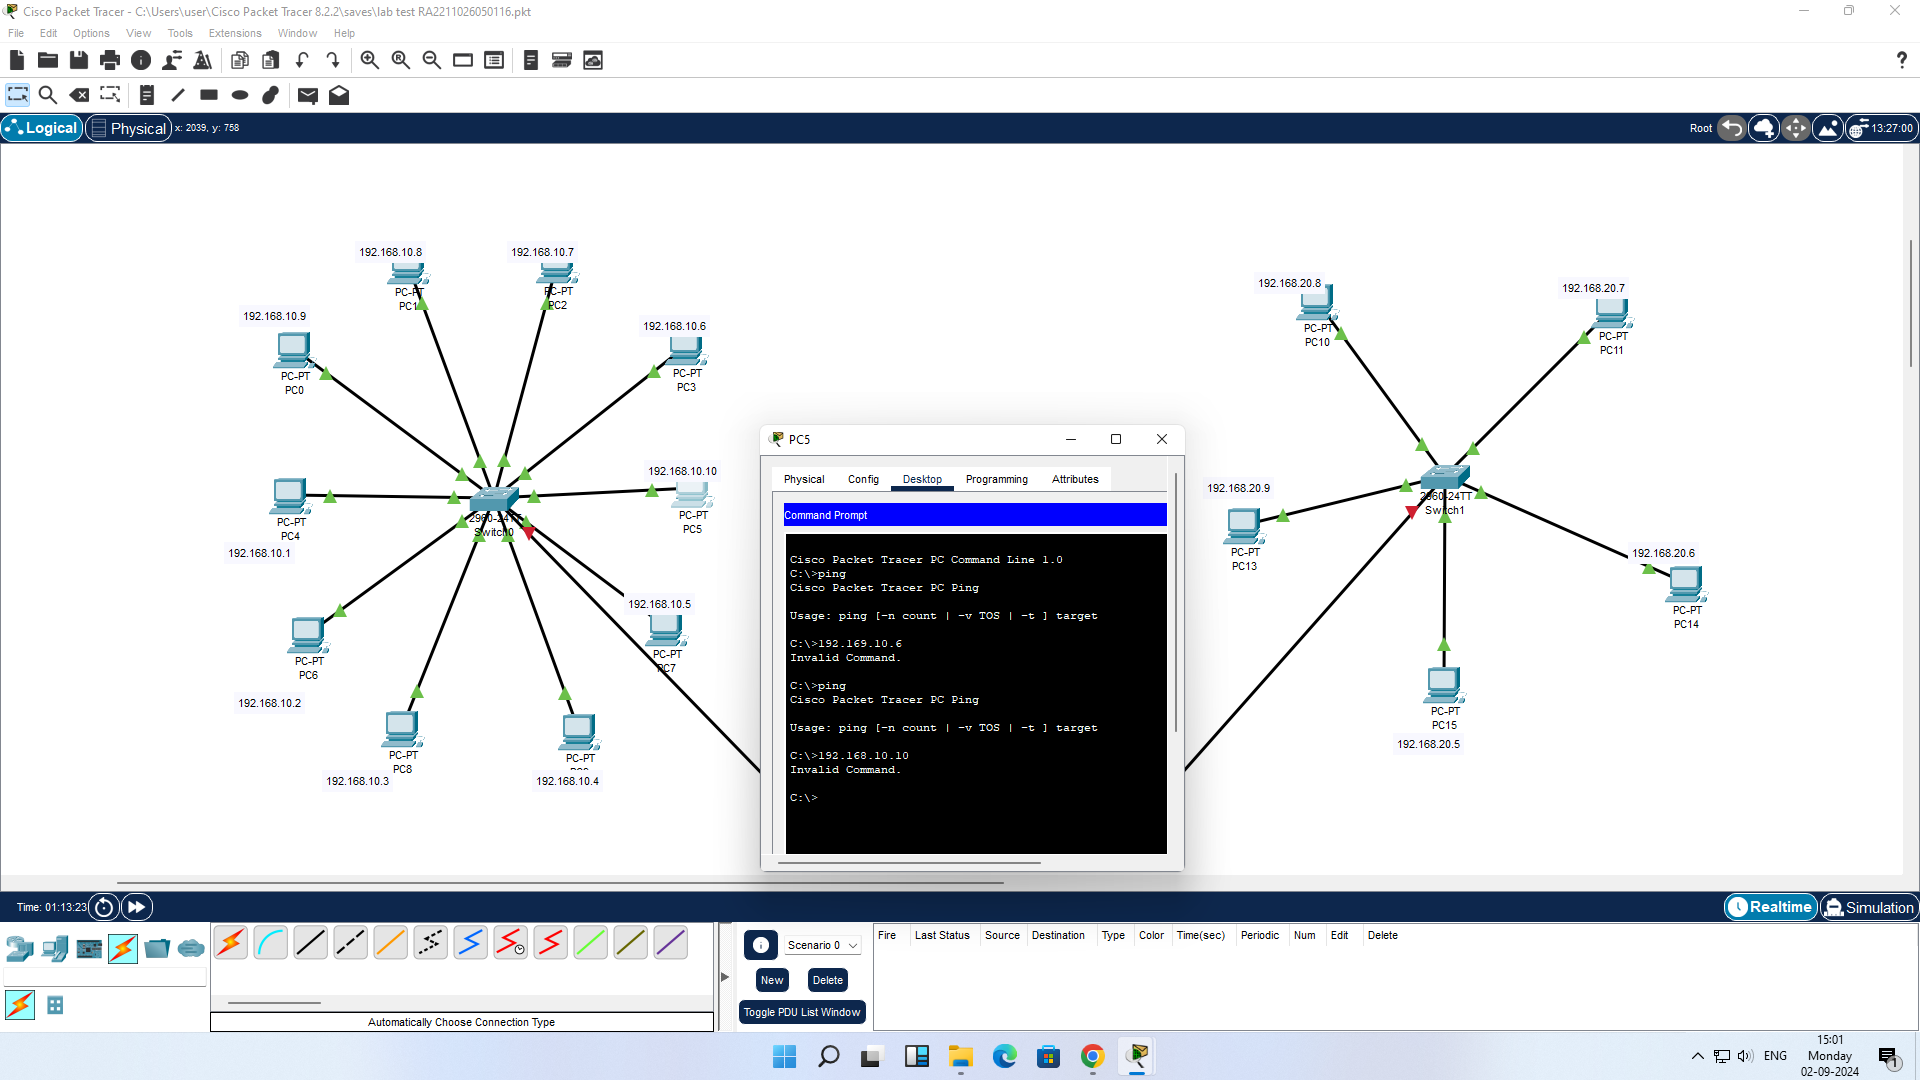 Cisco Packet Tracer - C:\Users\user\Cisco Packet Tracer 8.2.2\saves\lab test RA2211026050116.pkt
File Edit Options View Tools Extensions Window Help
?
Logical Physical x: 2039, y: 758 Root 13:27:00
192.168.10.8
PC-PT
PC1
192.168.10.7
PC-PT
PC2
192.168.10.9
PC-PT
PC0
192.168.10.6
PC-PT
PC3
192.168.10.10
PC-PT
PC5
PC-PT
PC4
192.168.10.1
2960-24TT
Switch0
192.168.10.5
PC-PT
PC7
PC-PT
PC6
192.168.10.2
PC-PT
PC8
192.168.10.3
PC-PT
192.168.10.4
192.168.20.8
PC-PT
PC10
192.168.20.7
PC-PT
PC11
192.168.20.9
PC-PT
PC13
2960-24TT
Switch1
192.168.20.6
PC-PT
PC14
PC-PT
PC15
192.168.20.5
PC5
Physical Config Desktop Programming Attributes
Command Prompt
Cisco Packet Tracer PC Command Line 1.0
C:\>ping
Cisco Packet Tracer PC Ping
Usage: ping [-n count | -v TOS | -t ] target
C:\>192.169.10.6
Invalid Command.
C:\>ping
Cisco Packet Tracer PC Ping
Usage: ping [-n count | -v TOS | -t ] target
C:\>192.168.10.10
Invalid Command.
C:\>
Time: 01:13:23
Realtime Simulation
Scenario 0
New Delete
Toggle PDU List Window
Fire Last Status Source Destination Type Color Time(sec) Periodic Num Edit Delete
Automatically Choose Connection Type
ENG
15:01
Monday
02-09-2024
1